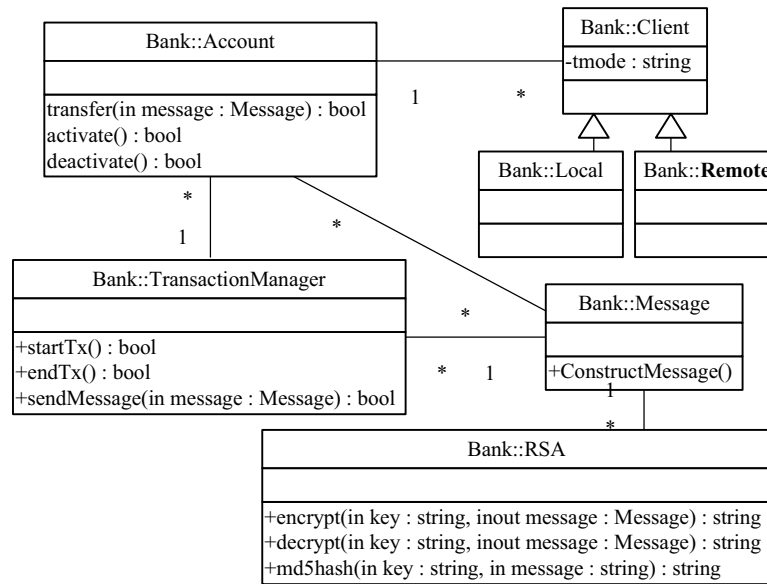 Bank::Account
transfer(in message : Message) : bool
activate() : bool
deactivate() : bool
Bank::Client
-tmode : string
1
*
Bank::Local
Bank::Remote
*
1
*
*
Bank::TransactionManager
+startTx() : bool
+endTx() : bool
+sendMessage(in message : Message) : bool
*
1
Bank::Message
+ConstructMessage()
1
*
Bank::RSA
+encrypt(in key : string, inout message : Message) : string
+decrypt(in key : string, inout message : Message) : string
+md5hash(in key : string, in message : string) : string